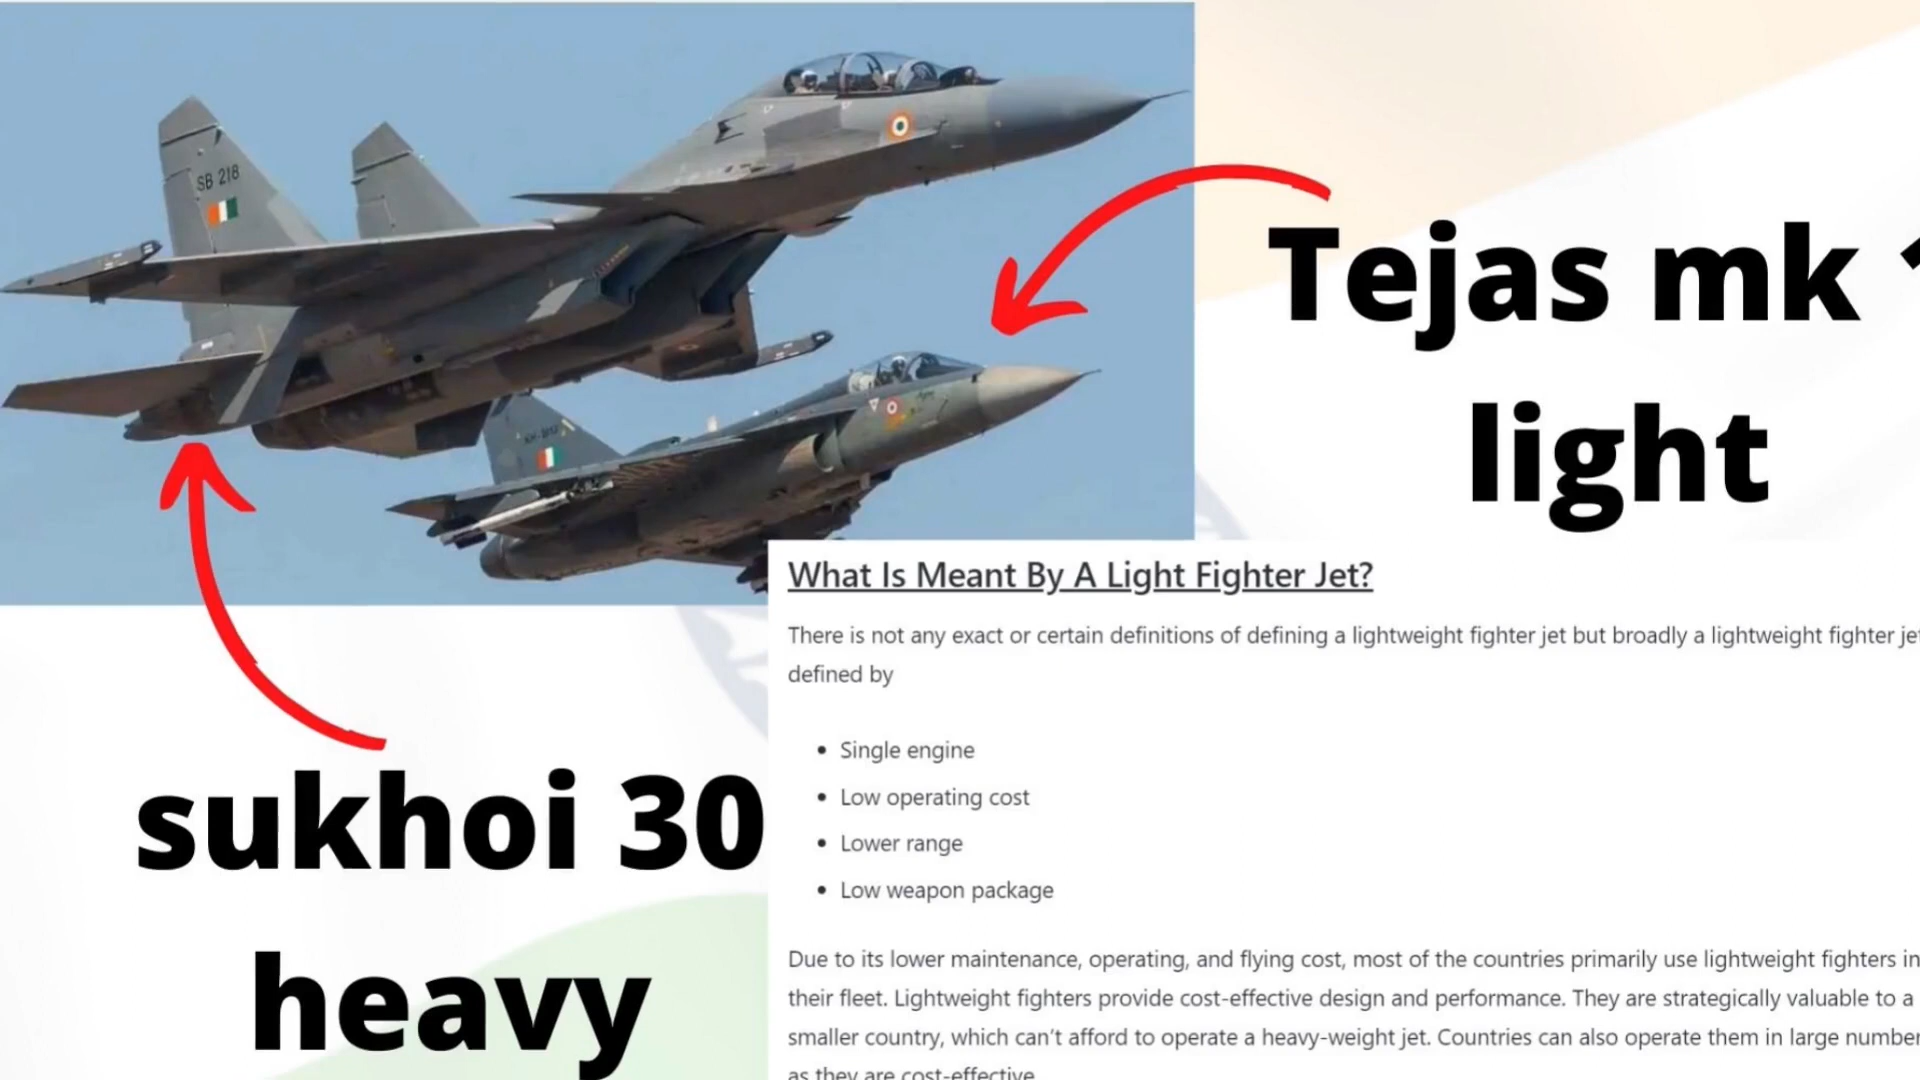 SB 218
Tejas mk 1
light
sukhoi 30
heavy
What Is Meant By A Light Fighter Jet?
There is not any exact or certain definitions of defining a lightweight fighter jet but broadly a lightweight fighter jet
defined by
Single engine
Low operating cost
Lower range
Low weapon package
Due to its lower maintenance, operating, and flying cost, most of the countries primarily use lightweight fighters in
their fleet. Lightweight fighters provide cost-effective design and performance. They are strategically valuable to a
smaller country, which can’t afford to operate a heavy-weight jet. Countries can also operate them in large number
as they are cost-effective